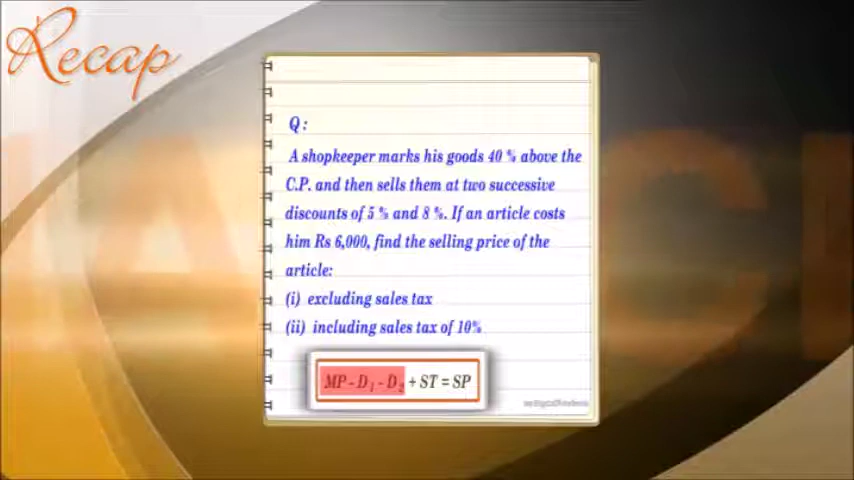 Recap
Q :
A shopkeeper marks his goods 40 % above the
C.P. and then sells them at two successive
discounts of 5 % and 8 %. If an article costs
him Rs 6,000, find the selling price of the
article:
(i) excluding sales tax
(ii) including sales tax of 10%
MP - D₁ - D₂ + ST = SP